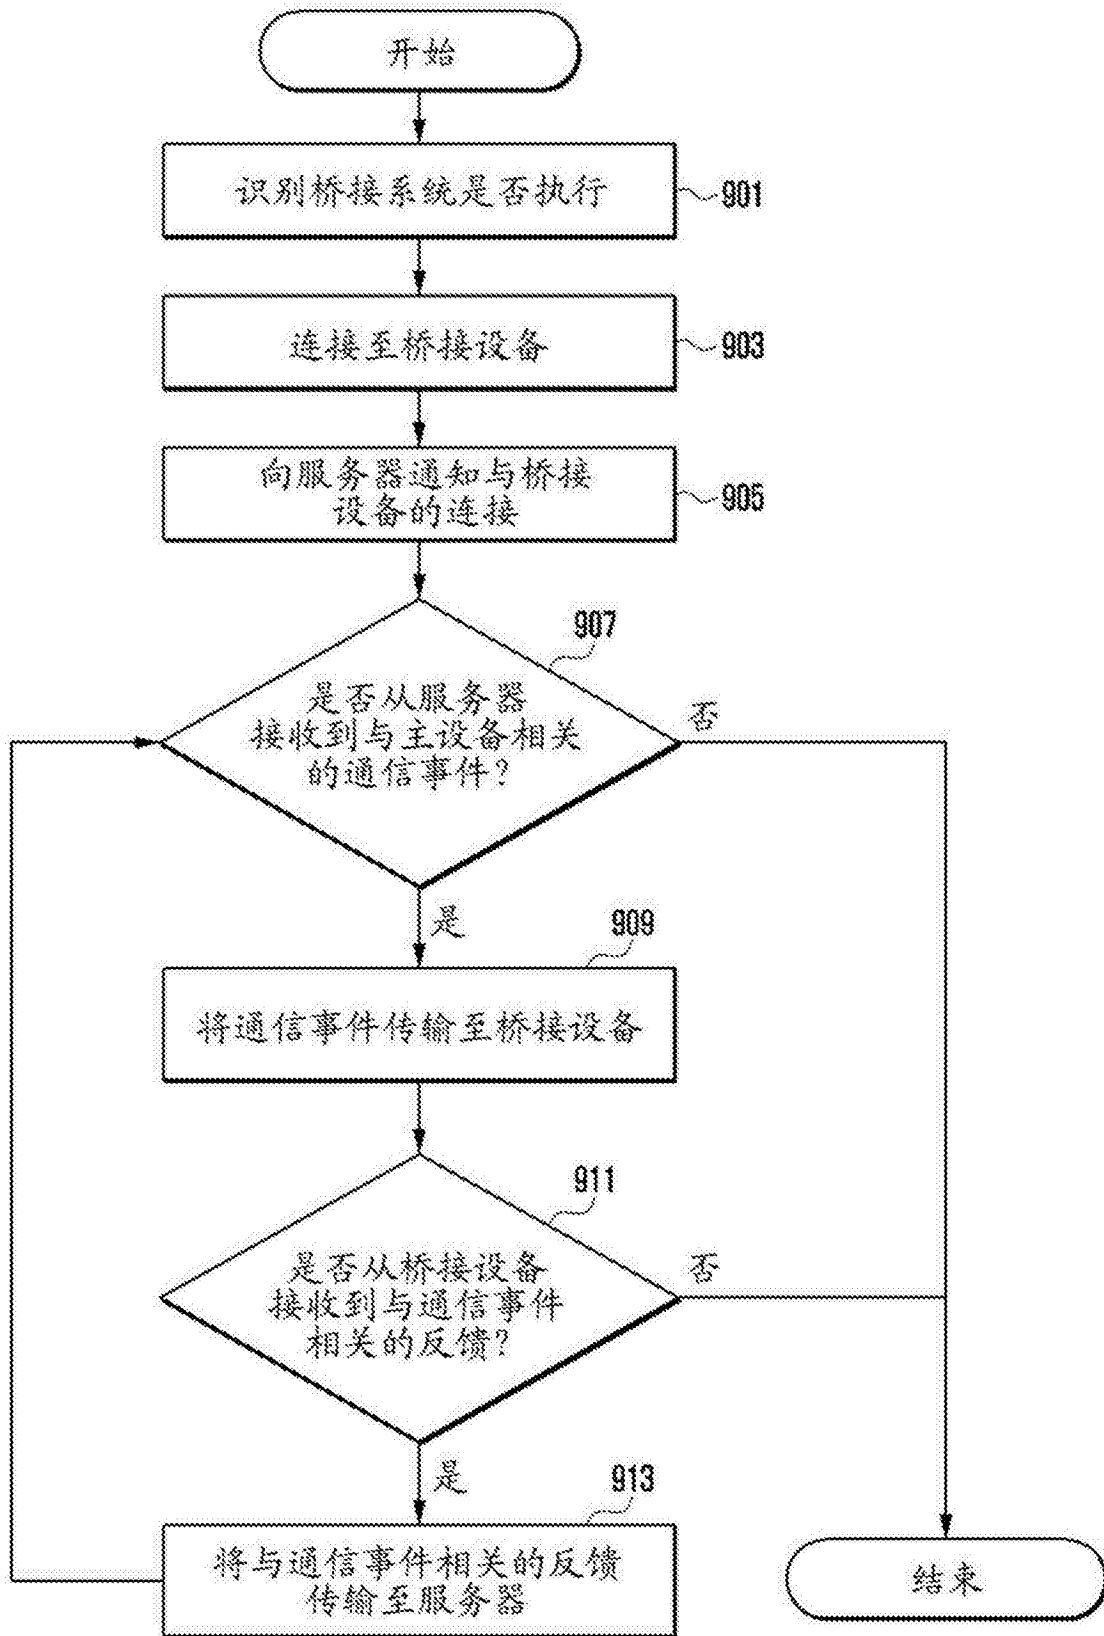 开始
识别桥接系统是否执行
901
连接至桥接设备
903
向服务器通知与桥接
设备的连接
905
907
是否从服务器
接收到与主设备相关
的通信事件?
否
是
909
将通信事件传输至桥接设备
911
是否从桥接设备
接收到与通信事件
相关的反馈?
否
是
913
将与通信事件相关的反馈
传输至服务器
结束